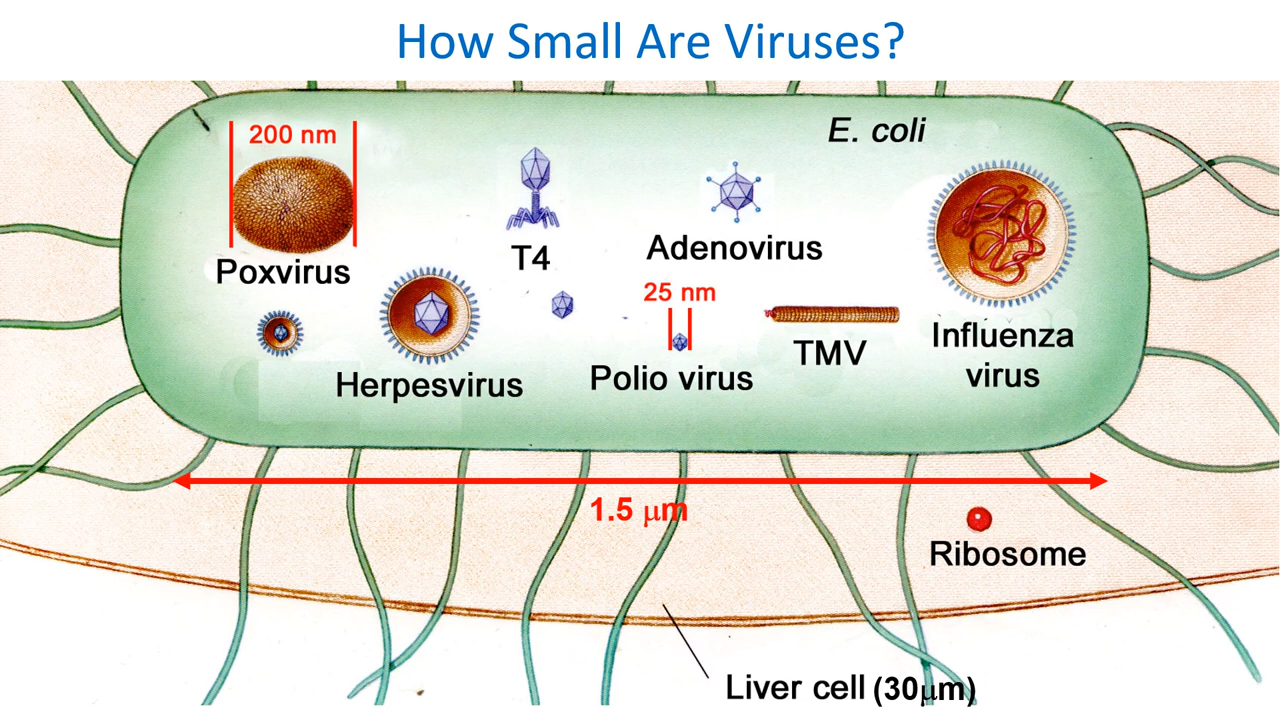 How Small Are Viruses?
E. coli
200 nm
Poxvirus
T4
Adenovirus
25 nm
Herpesvirus
Polio virus
TMV
Influenza
virus
1.5 μm
Ribosome
Liver cell (30μm)